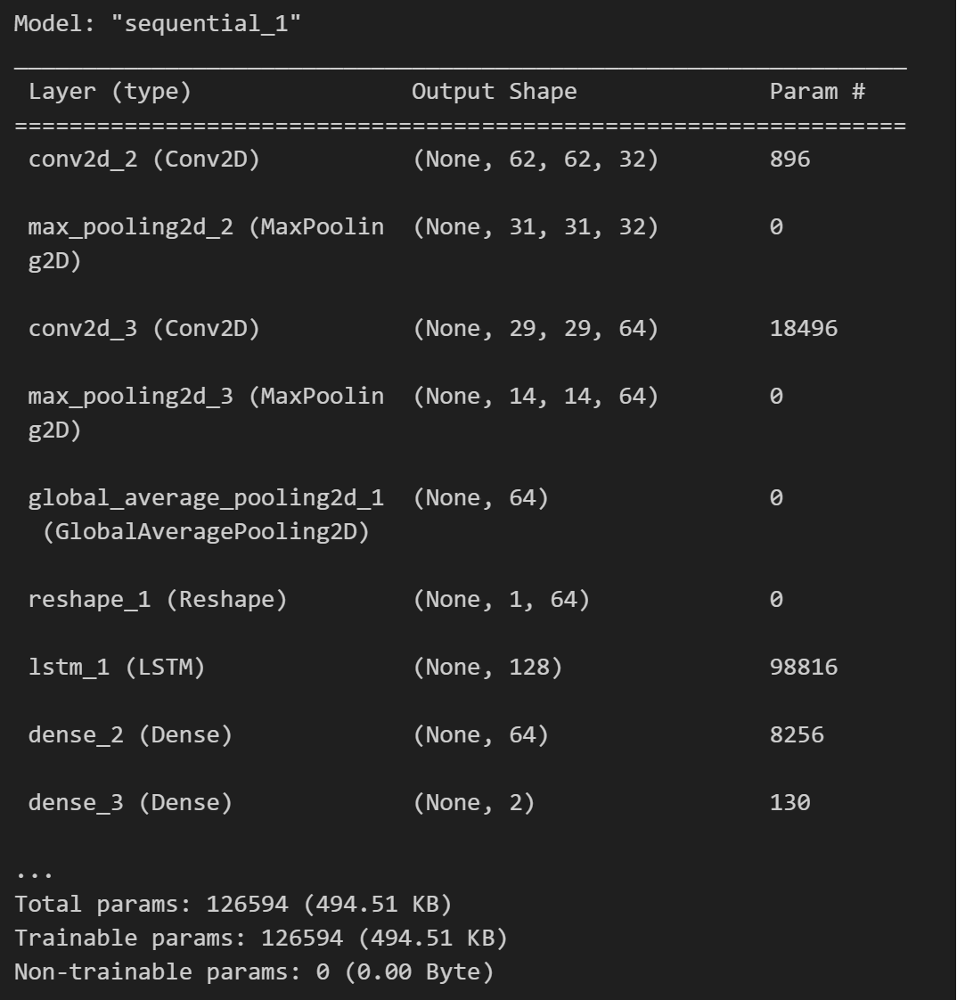 Model: "sequential_1"
_________________________________________________________________
Layer (type) Output Shape Param #
=================================================================
conv2d_2 (Conv2D) (None, 62, 62, 32) 896
max_pooling2d_2 (MaxPoolin (None, 31, 31, 32) 0
g2D)
conv2d_3 (Conv2D) (None, 29, 29, 64) 18496
max_pooling2d_3 (MaxPoolin (None, 14, 14, 64) 0
g2D)
global_average_pooling2d_1 (None, 64) 0
(GlobalAveragePooling2D)
reshape_1 (Reshape) (None, 1, 64) 0
lstm_1 (LSTM) (None, 128) 98816
dense_2 (Dense) (None, 64) 8256
dense_3 (Dense) (None, 2) 130
...
Total params: 126594 (494.51 KB)
Trainable params: 126594 (494.51 KB)
Non-trainable params: 0 (0.00 Byte)